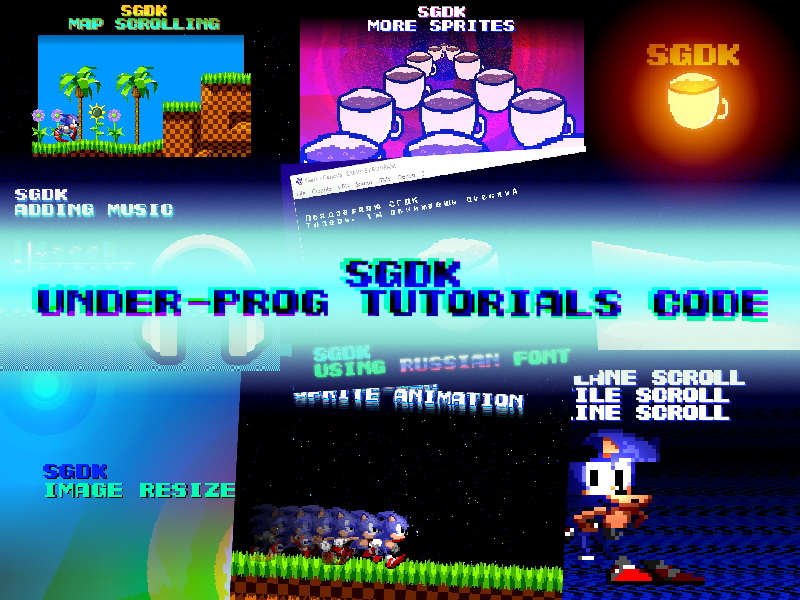 SGDK
MAP SCROLLING
SGDK
MORE SPRITES
SGDK
SGDK
ADDING MUSIC
SGDK
UNDER-PROG TUTORIALS CODE
SGDK
USING RUSSIAN FONT
SPRITE ANIMATION
LANE SCROLL
ILE SCROLL
INE SCROLL
SGDK
IMAGE RESIZE